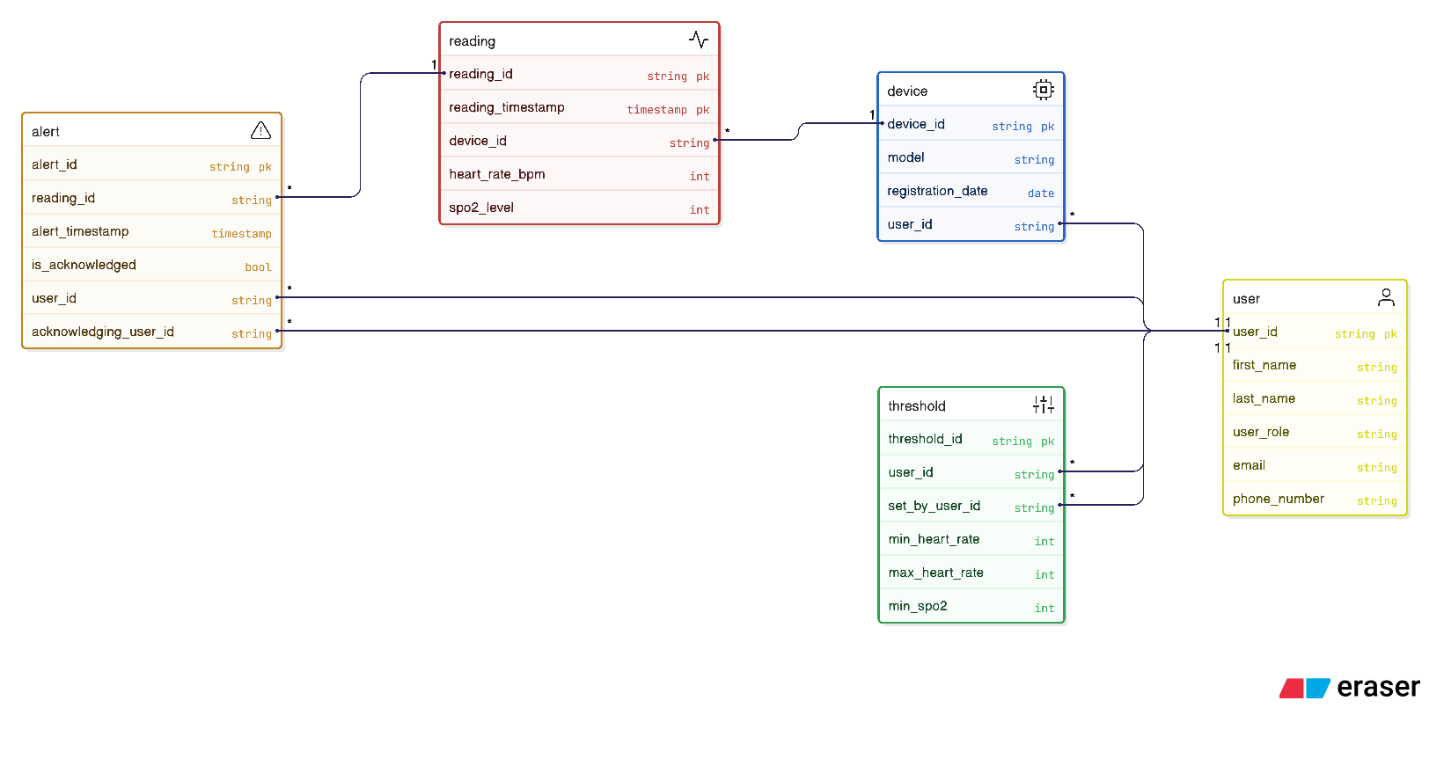 reading
reading_id string pk
reading_timestamp timestamp pk
device_id string
heart_rate_bpm int
spo2_level int
1
*
device
device_id string pk
model string
registration_date date
user_id string
1
*
alert
alert_id string pk
reading_id string
alert_timestamp timestamp
is_acknowledged bool
user_id string
acknowledging_user_id string
*
*
*
user
user_id string pk
first_name string
last_name string
user_role string
email string
phone_number string
1 1
1 1
threshold
threshold_id string pk
user_id string
set_by_user_id string
min_heart_rate int
max_heart_rate int
min_spo2 int
*
*
eraser